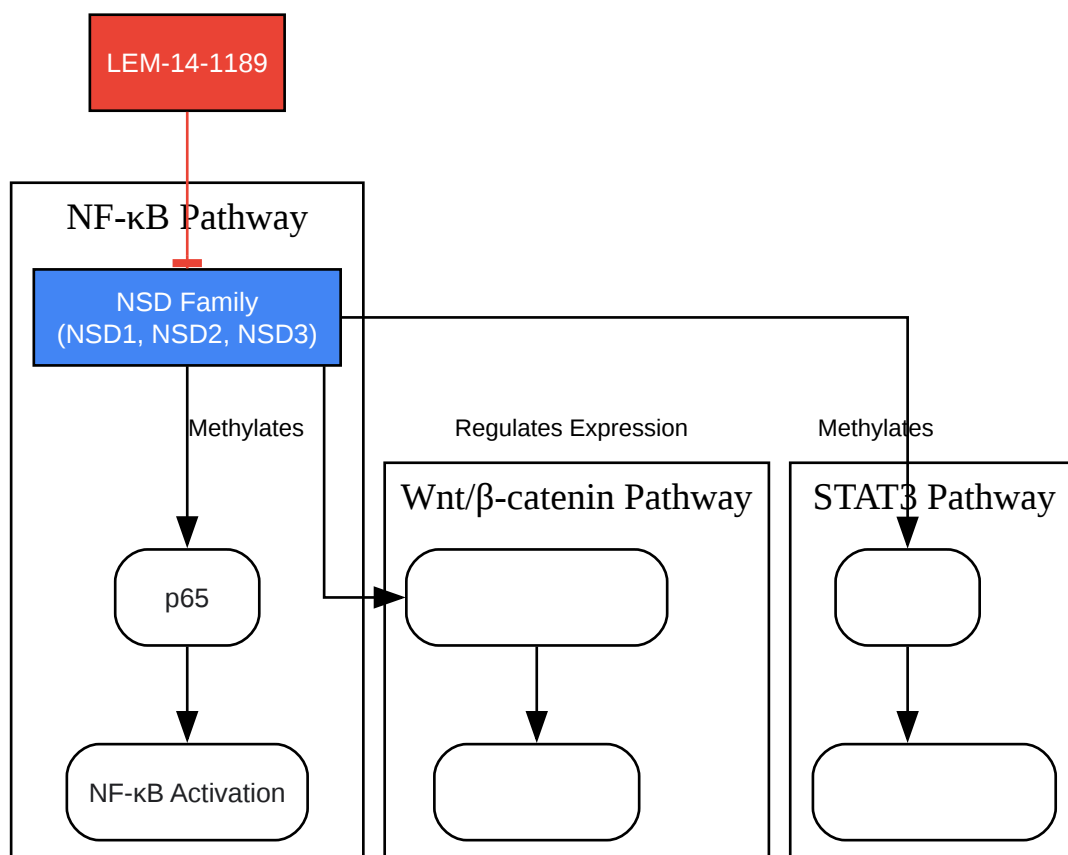 LEM-14-1189
NF-κB Pathway
NSD Family
(NSD1, NSD2, NSD3)
Methylates
Regulates Expression
Methylates
Wnt/β-catenin Pathway
STAT3 Pathway
p65
NF-κB Activation